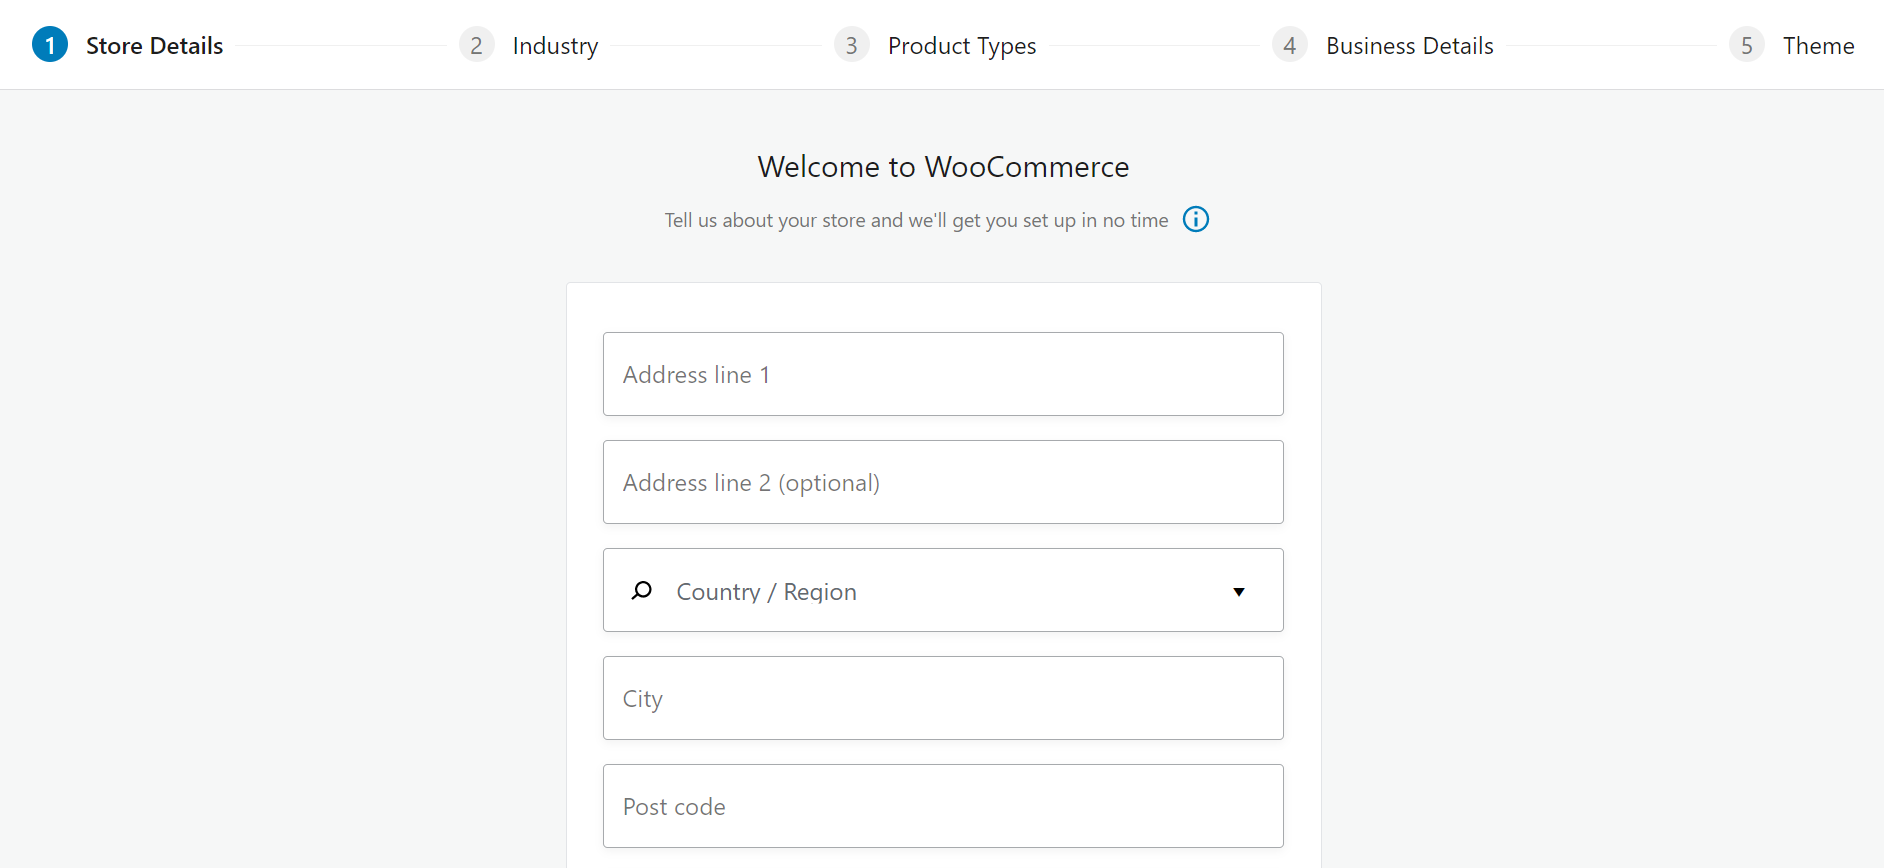 1 Store Details 2 Industry 3 Product Types 4 Business Details 5 Theme
Welcome to WooCommerce
Tell us about your store and we'll get you set up in no time
Address line 1
Address line 2 (optional)
Country / Region
City
Post code